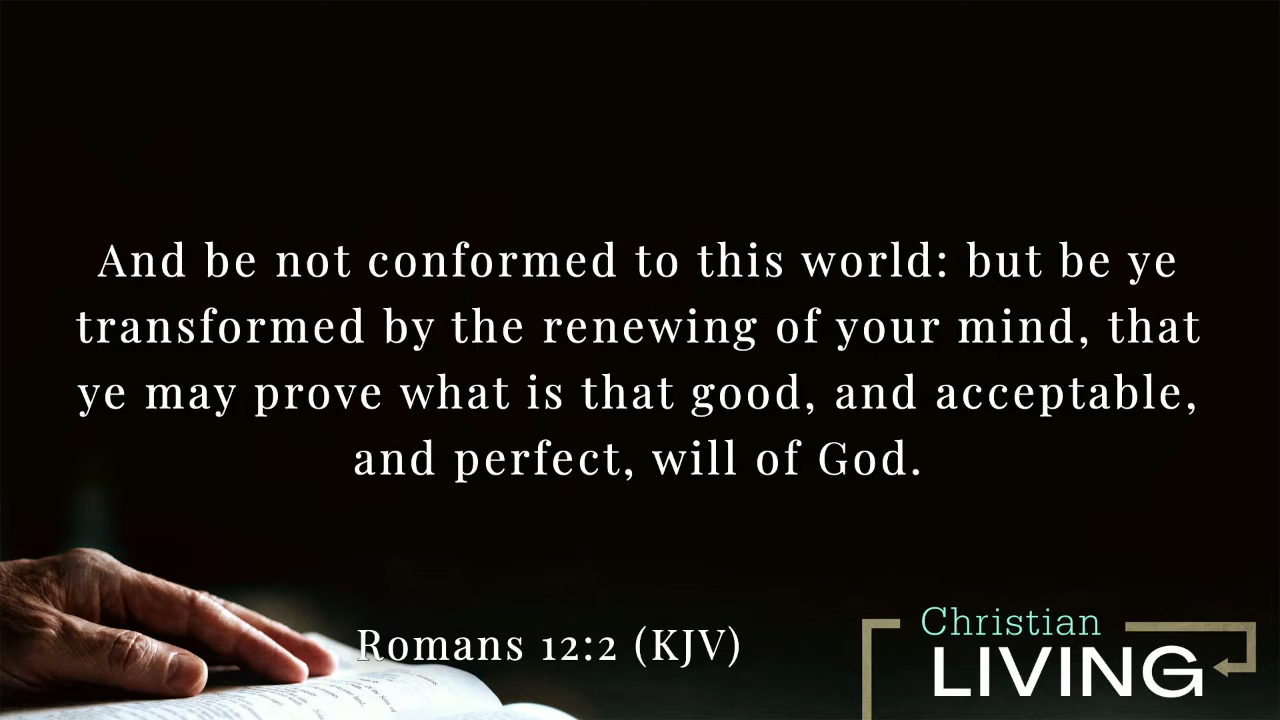 And be not conformed to this world: but be ye
transformed by the renewing of your mind, that
ye may prove what is that good, and acceptable,
and perfect, will of God.
Romans 12:2 (KJV)
Christian
LIVING